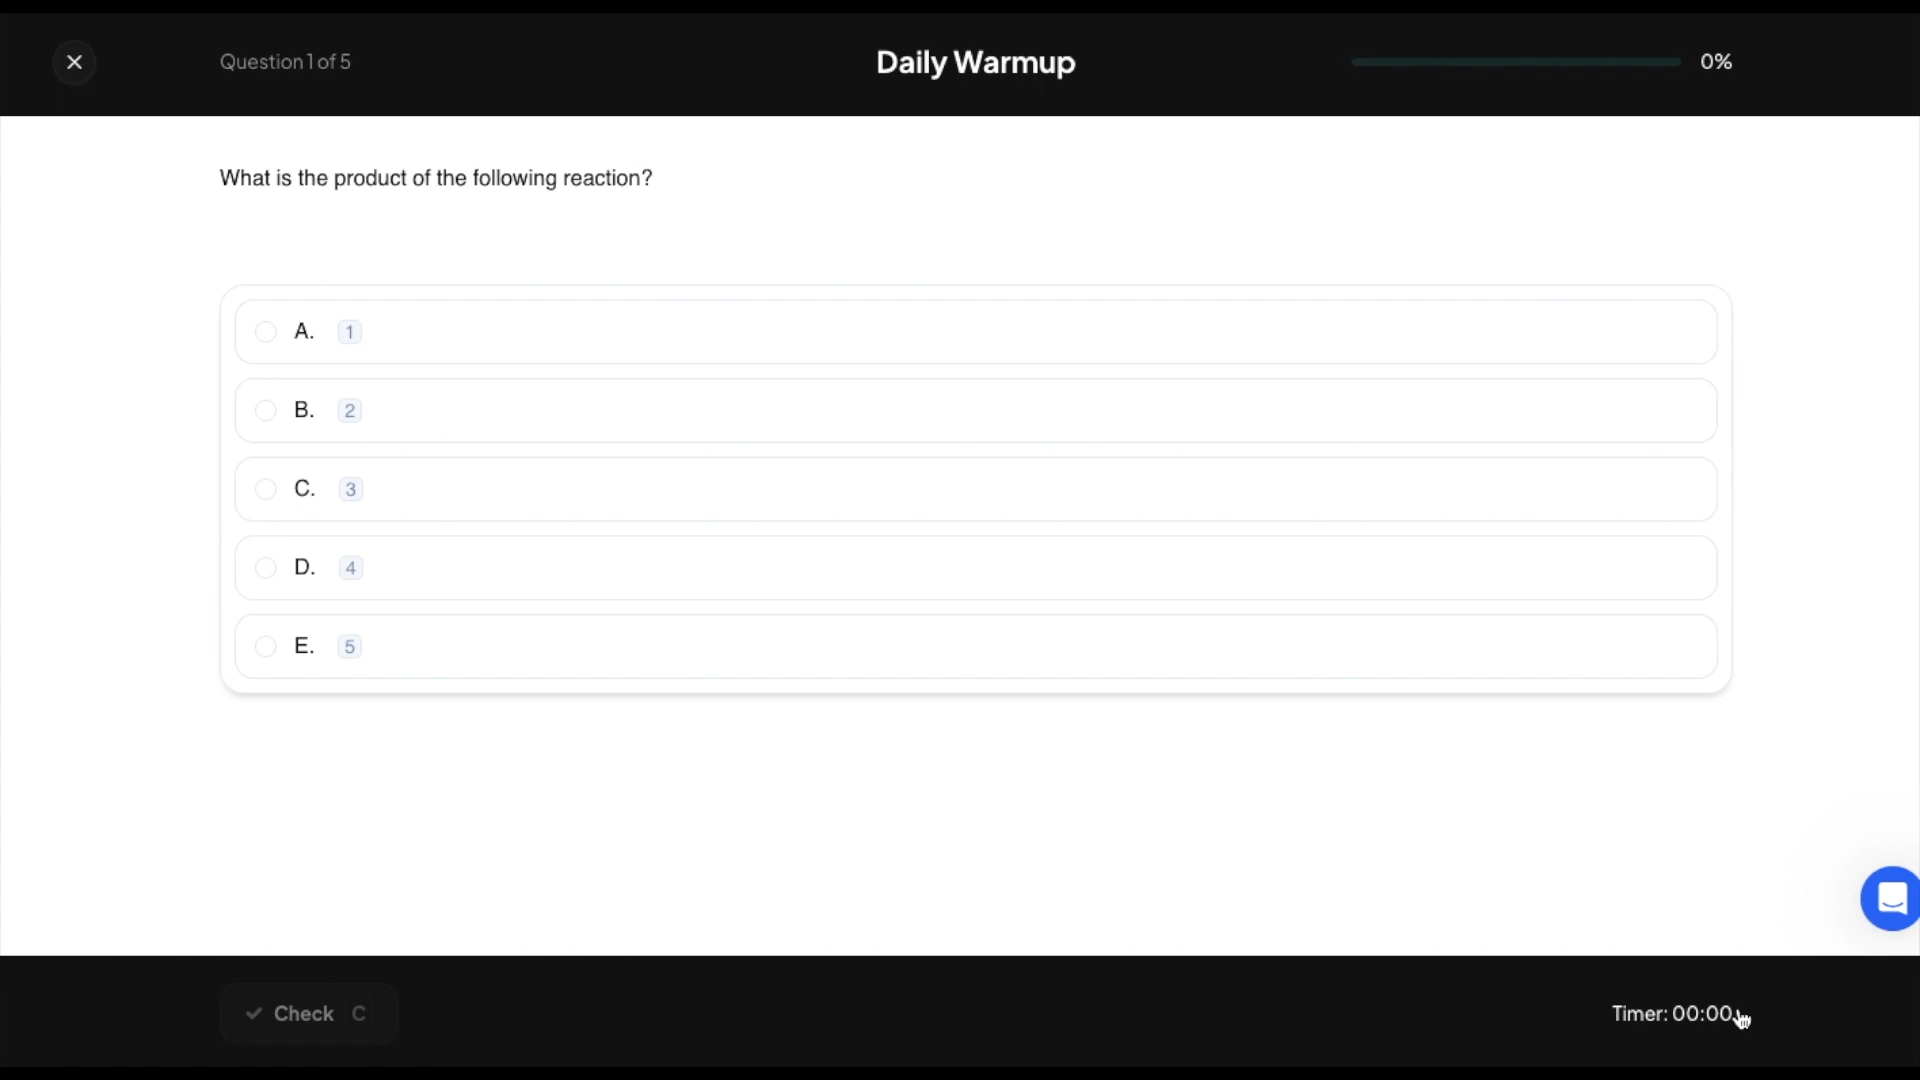 Question 1 of 5
Daily Warmup
0%
What is the product of the following reaction?
A. 1
B. 2
C. 3
D. 4
E. 5
Check C
Timer: 00:00